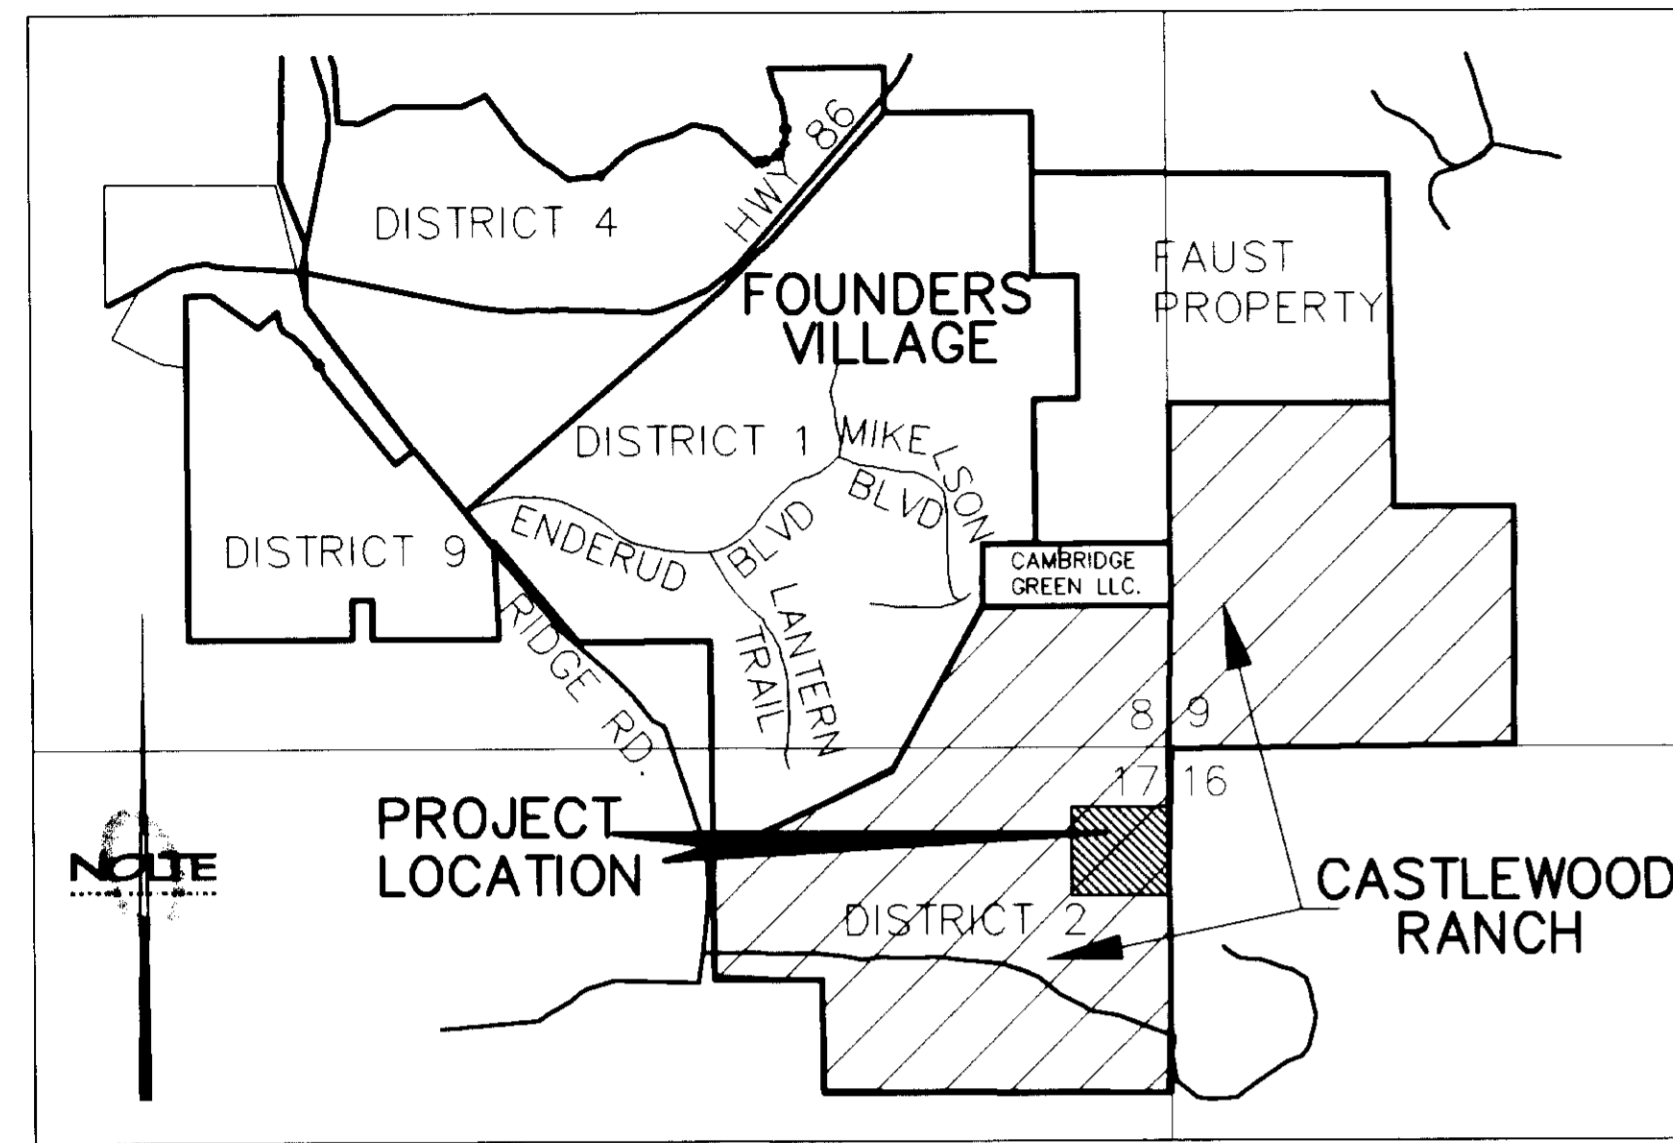 HWY 86
DISTRICT 4
FAUST
PROPERTY
FOUNDERS
VILLAGE
DISTRICT 1
MIKELSON
BLVD
ENDERUD
BLVD
DISTRICT 9
CAMBRIDGE
GREEN LLC.
LANTERN
TRAIL
RIDGE RD.
8 9
17 16
PROJECT
LOCATION
NOLTE
CASTLEWOOD
RANCH
DISTRICT 2